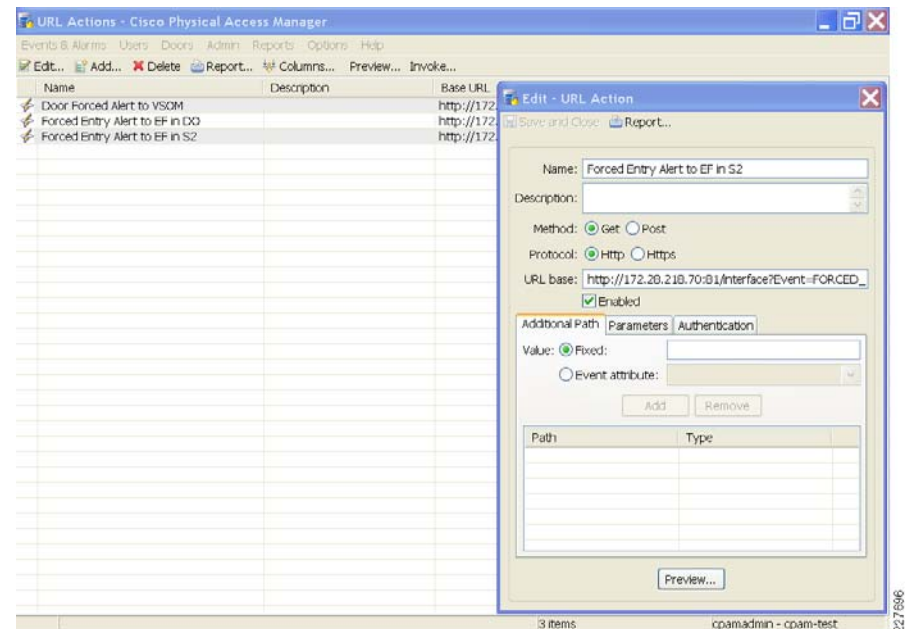 URL Actions - Cisco Physical Access Manager
Events & Alarms Users Doors Admin Reports Options Help
Edit... Add... Delete Report... Columns... Preview... Invoke...
Name Description Base URL
Door Forced Alert to VSOM http://172.
Forced Entry Alert to EF in DO http://172.
Forced Entry Alert to EF in S2 http://172.
Edit - URL Action
Save and Close Report...
Name: Forced Entry Alert to EF in S2
Description:
Method: Get Post
Protocol: Http Https
URL base: http://172.28.218.70:81/interface?Event=FORCED_
Enabled
Additional Path Parameters Authentication
Value: Fixed:
Event attribute:
Add Remove
Path Type
Preview...
3 items cpamadmin - cpam-test
227696